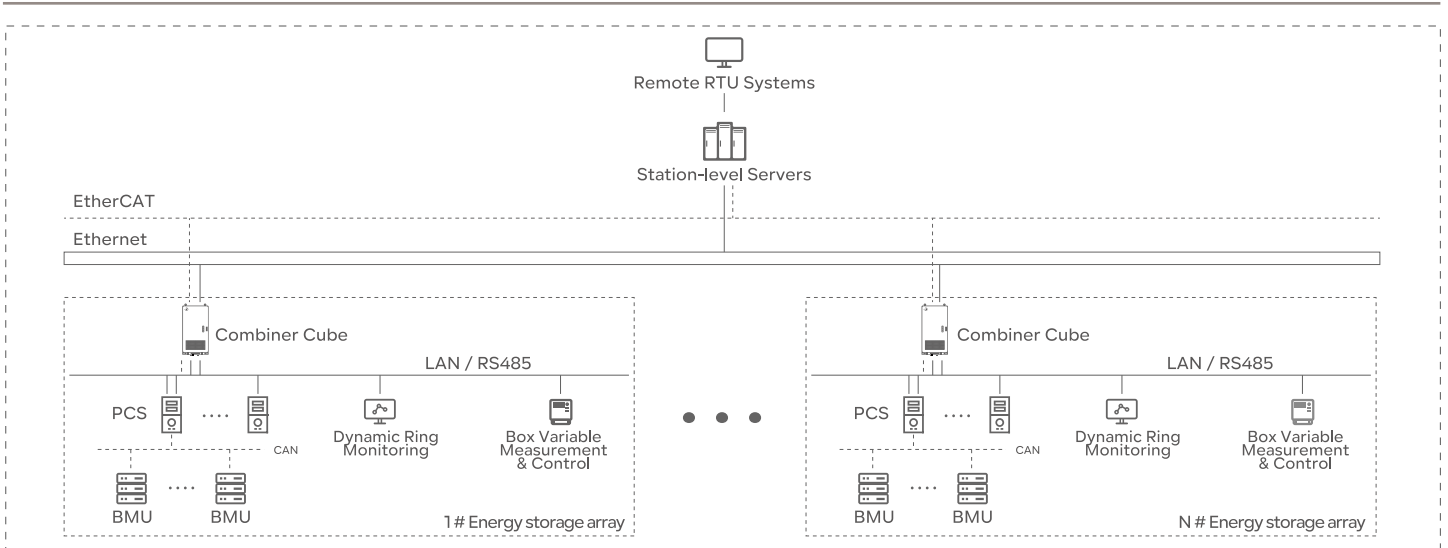 Remote RTU Systems
Station-level Servers
EtherCAT
Ethernet
Combiner Cube
LAN / RS485
PCS
Dynamic Ring
Monitoring
Box Variable
Measurement
& Control
CAN
BMU
BMU
1 # Energy storage array
Combiner Cube
LAN / RS485
PCS
Dynamic Ring
Monitoring
Box Variable
Measurement
& Control
CAN
BMU
BMU
N # Energy storage array